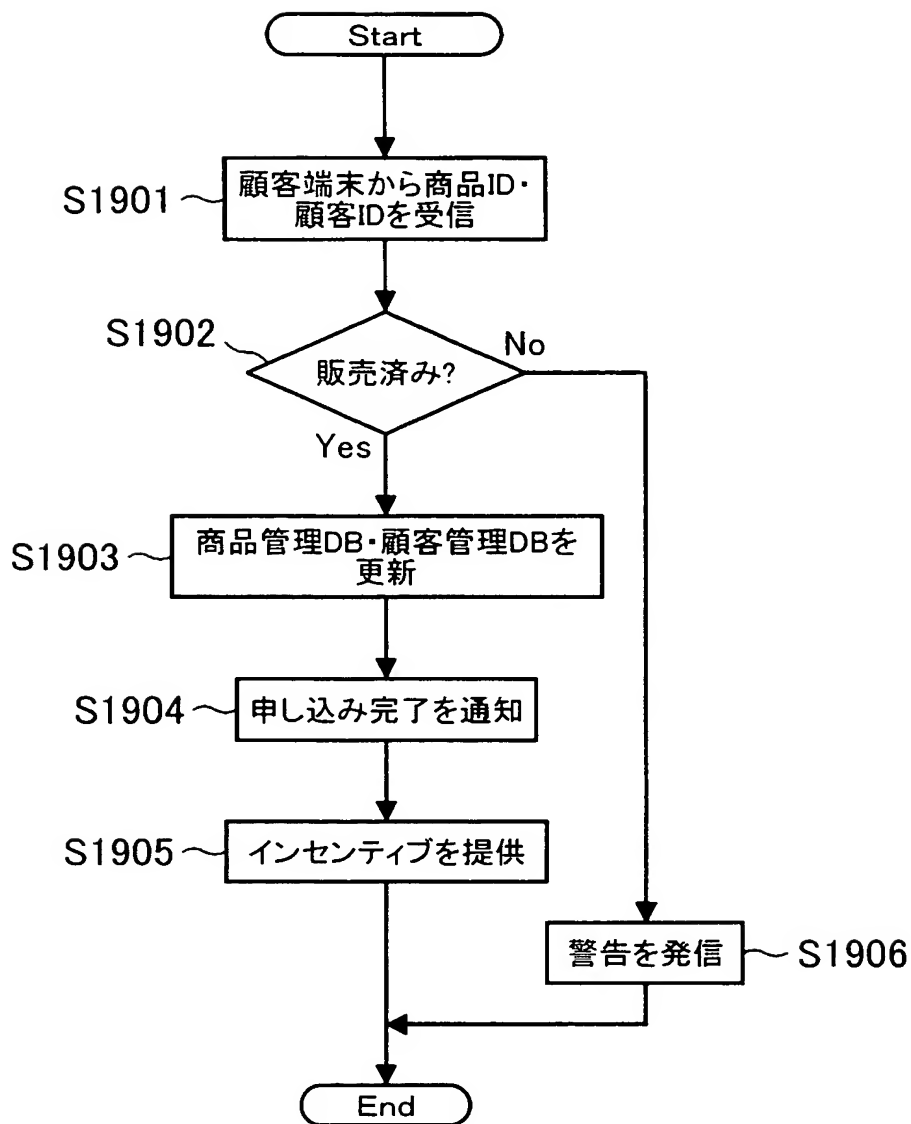 Start
S1901
顧客端末から商品ID・
顧客IDを受信
S1902
販売済み?
No
Yes
S1903
商品管理DB・顧客管理DBを
更新
S1904
申し込み完了を通知
S1905
インセンティブを提供
警告を発信
S1906
End